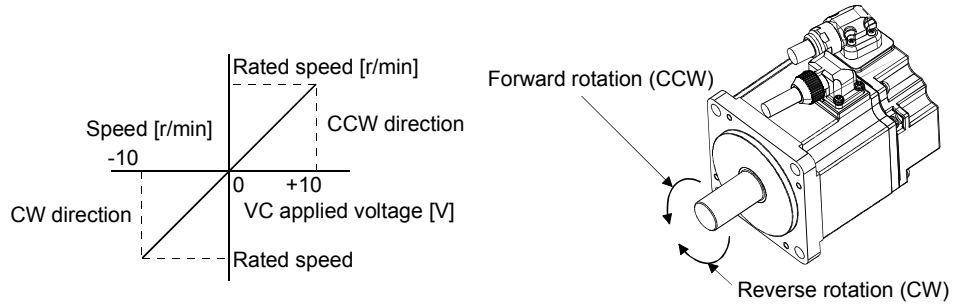 Rated speed [r/min]
Speed [r/min]
CCW direction
-10
0
+10
CW direction
VC applied voltage [V]
Rated speed
Forward rotation (CCW)
Reverse rotation (CW)